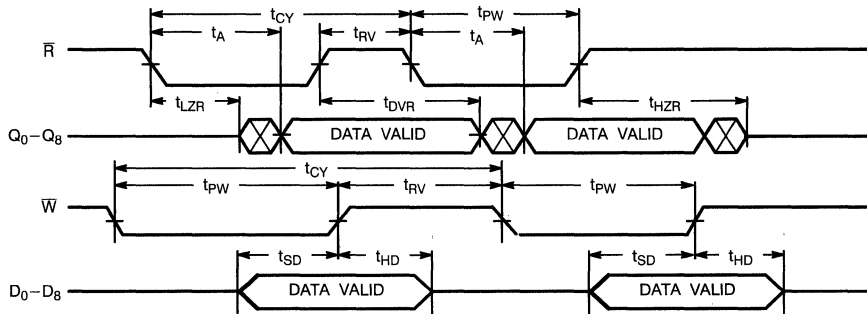 tCY tPW
tA tRV tA
R̅
tLZR tDVR tHZR
Q0–Q8 DATA VALID DATA VALID
tCY
tPW tRV tPW
W̅
tSD tHD tSD tHD
D0–D8 DATA VALID DATA VALID